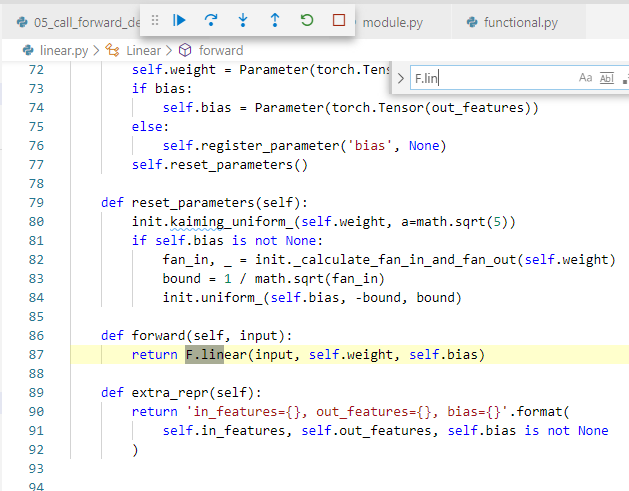 05_call_forward_de
module.py
functional.py
linear.py > Linear > forward
F.lin
Aa Abl
72 self.weight = Parameter(torch.Tens
73 if bias:
74 self.bias = Parameter(torch.Tensor(out_features))
75 else:
76 self.register_parameter('bias', None)
77 self.reset_parameters()
78
79 def reset_parameters(self):
80 init.kaiming_uniform_(self.weight, a=math.sqrt(5))
81 if self.bias is not None:
82 fan_in, _ = init._calculate_fan_in_and_fan_out(self.weight)
83 bound = 1 / math.sqrt(fan_in)
84 init.uniform_(self.bias, -bound, bound)
85
86 def forward(self, input):
87 return F.linear(input, self.weight, self.bias)
88
89 def extra_repr(self):
90 return 'in_features={}, out_features={}, bias={}'.format(
91 self.in_features, self.out_features, self.bias is not None
92 )
93
94